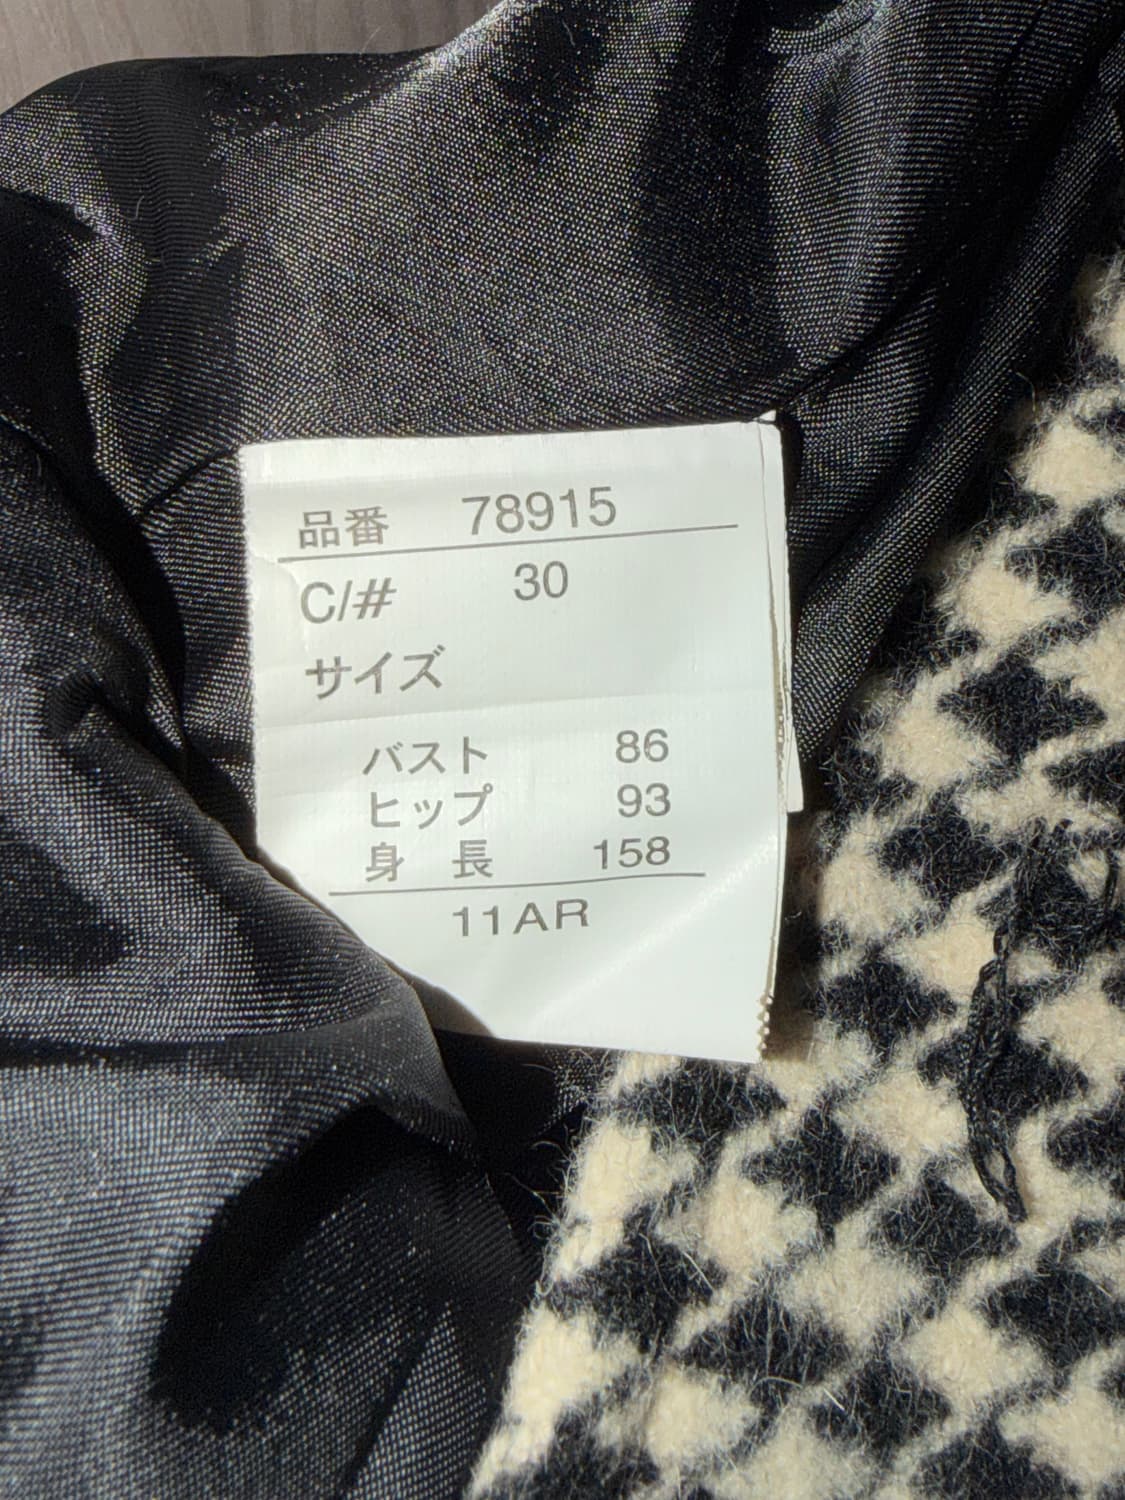 品番 78915
C/# 30
サイズ
バスト 86
ヒップ 93
身 長 158
11AR